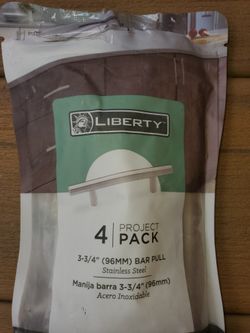 LIBERTY
4 PROJECT
PACK
3-3/4" (96MM) BAR PULL
Stainless Steel
Manija barra 3-3/4" (96mm)
Acero Inoxidable